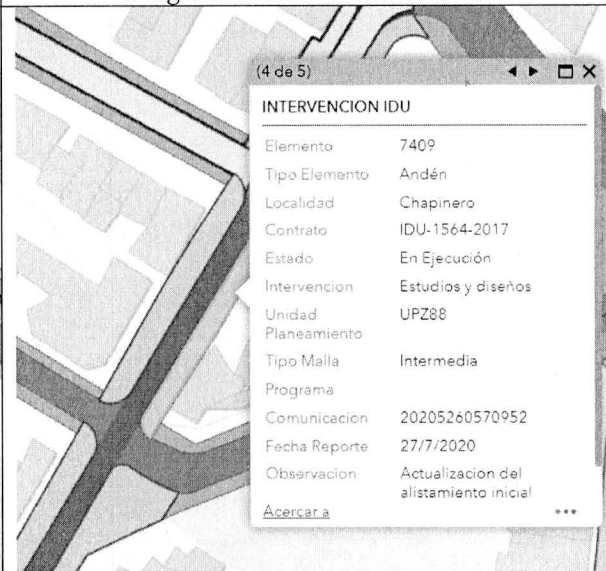 (4 de 5)
INTERVENCION IDU
Elemento 7409
Tipo Elemento Andén
Localidad Chapinero
Contrato IDU-1564-2017
Estado En Ejecución
Intervencion Estudios y diseños
Unidad Planeamiento UPZ88
Tipo Malla Intermedia
Programa
Comunicacion 20205260570952
Fecha Reporte 27/7/2020
Observacion Actualizacion del
alistamiento inicial
Acercar a